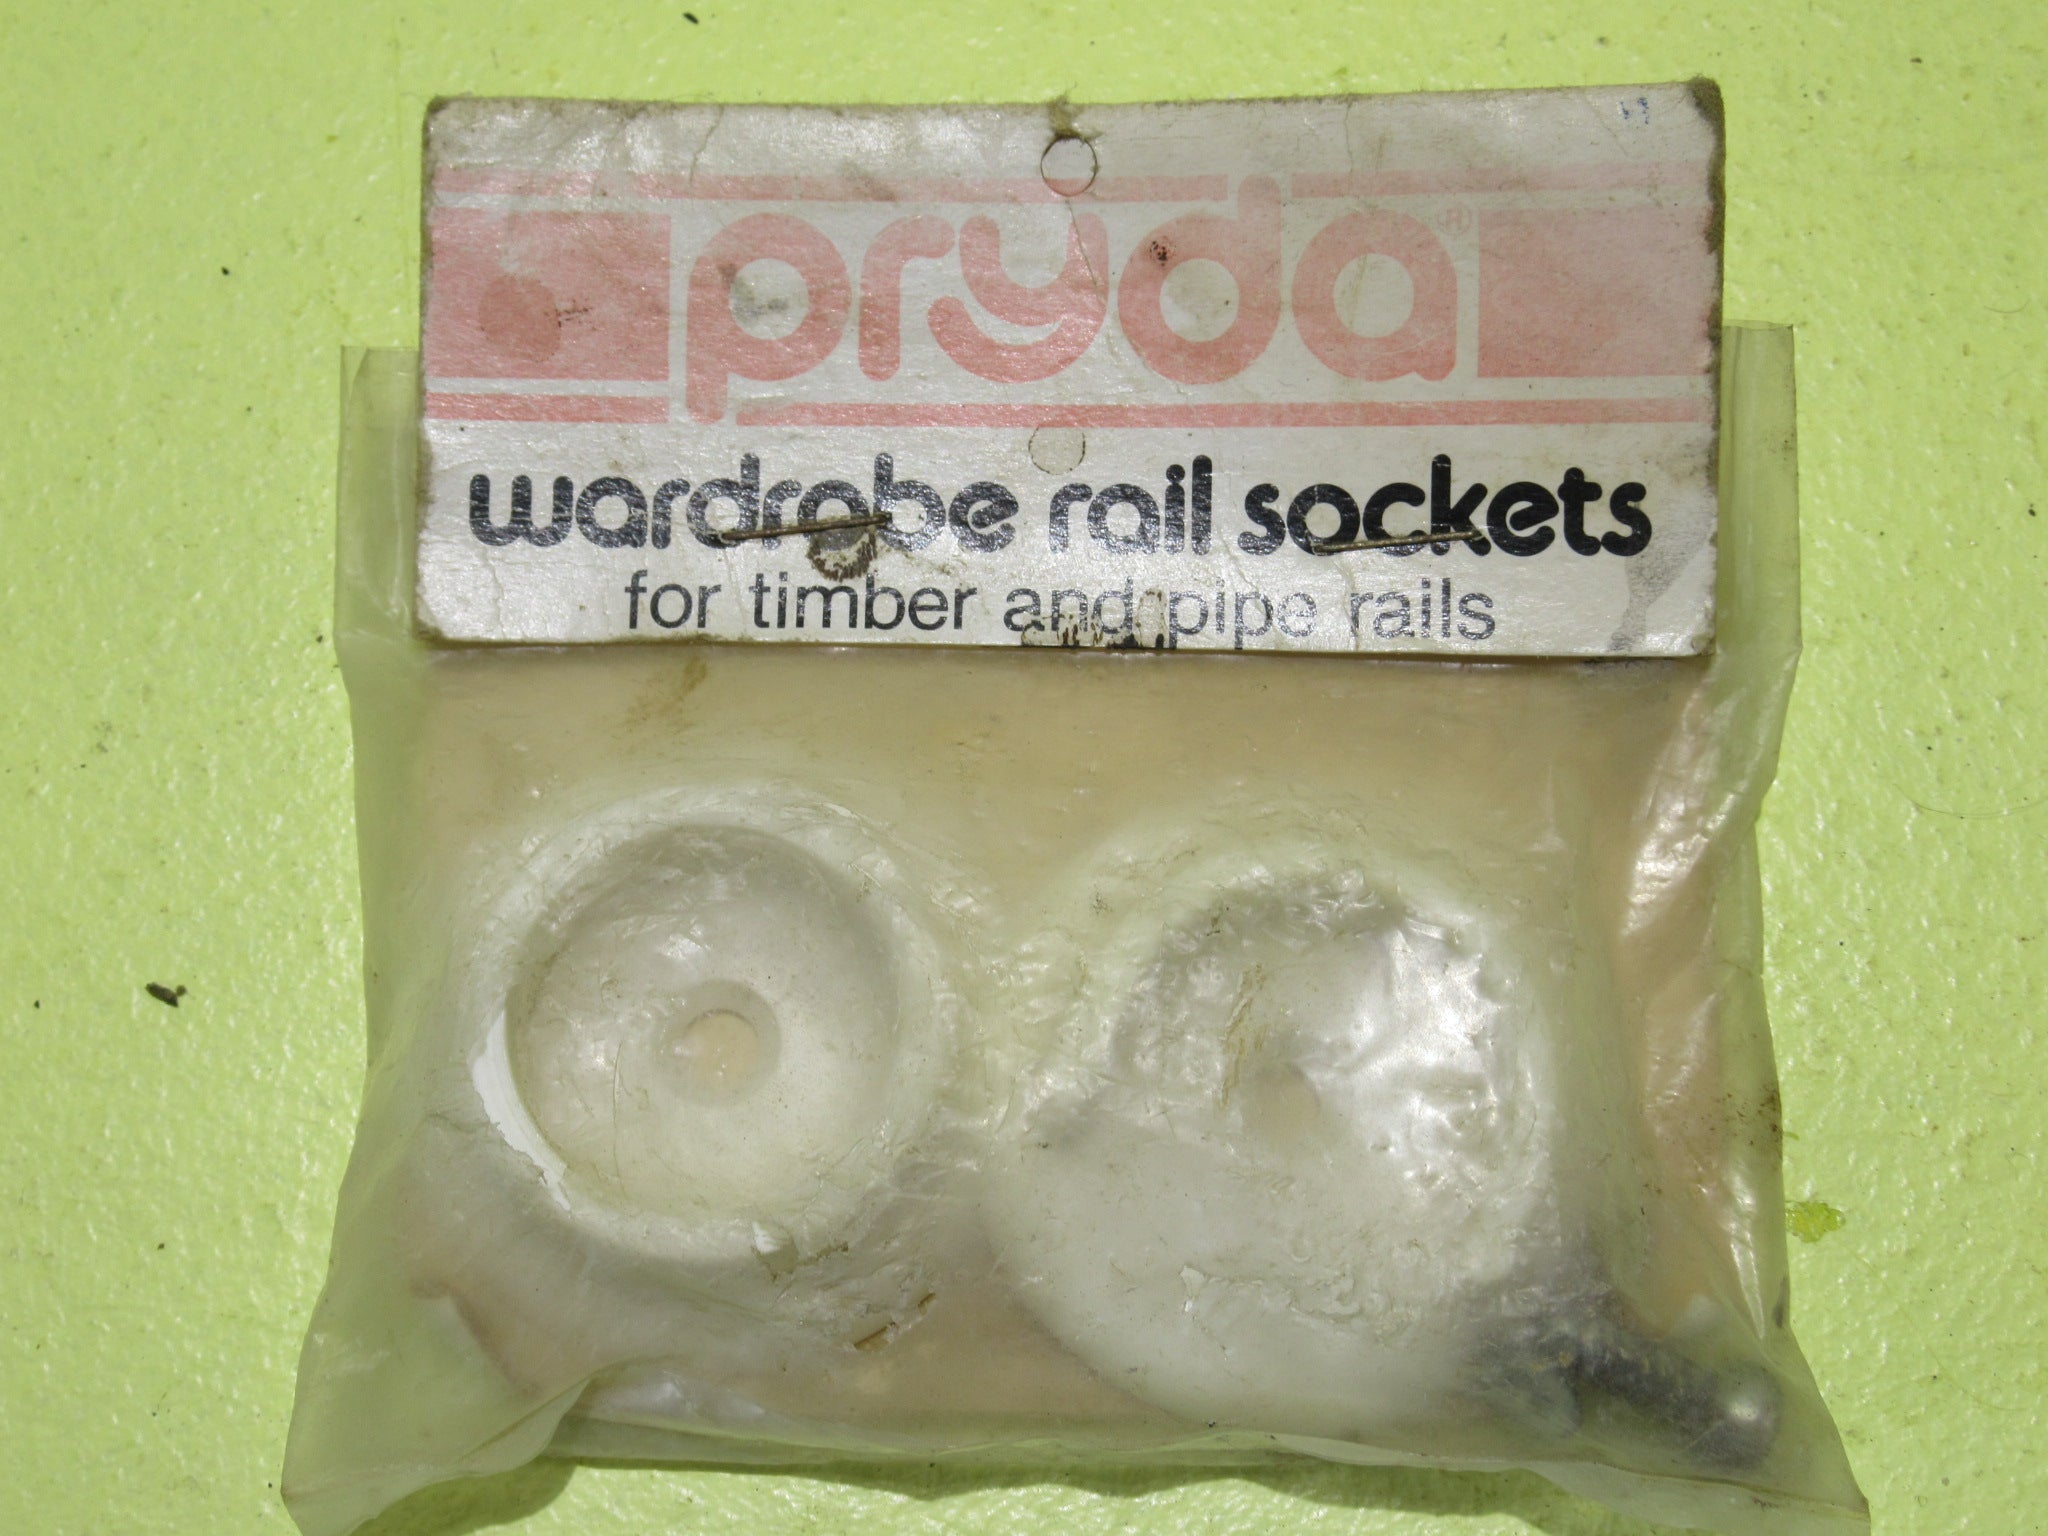 pryda®
wardrobe rail sockets
for timber and pipe rails